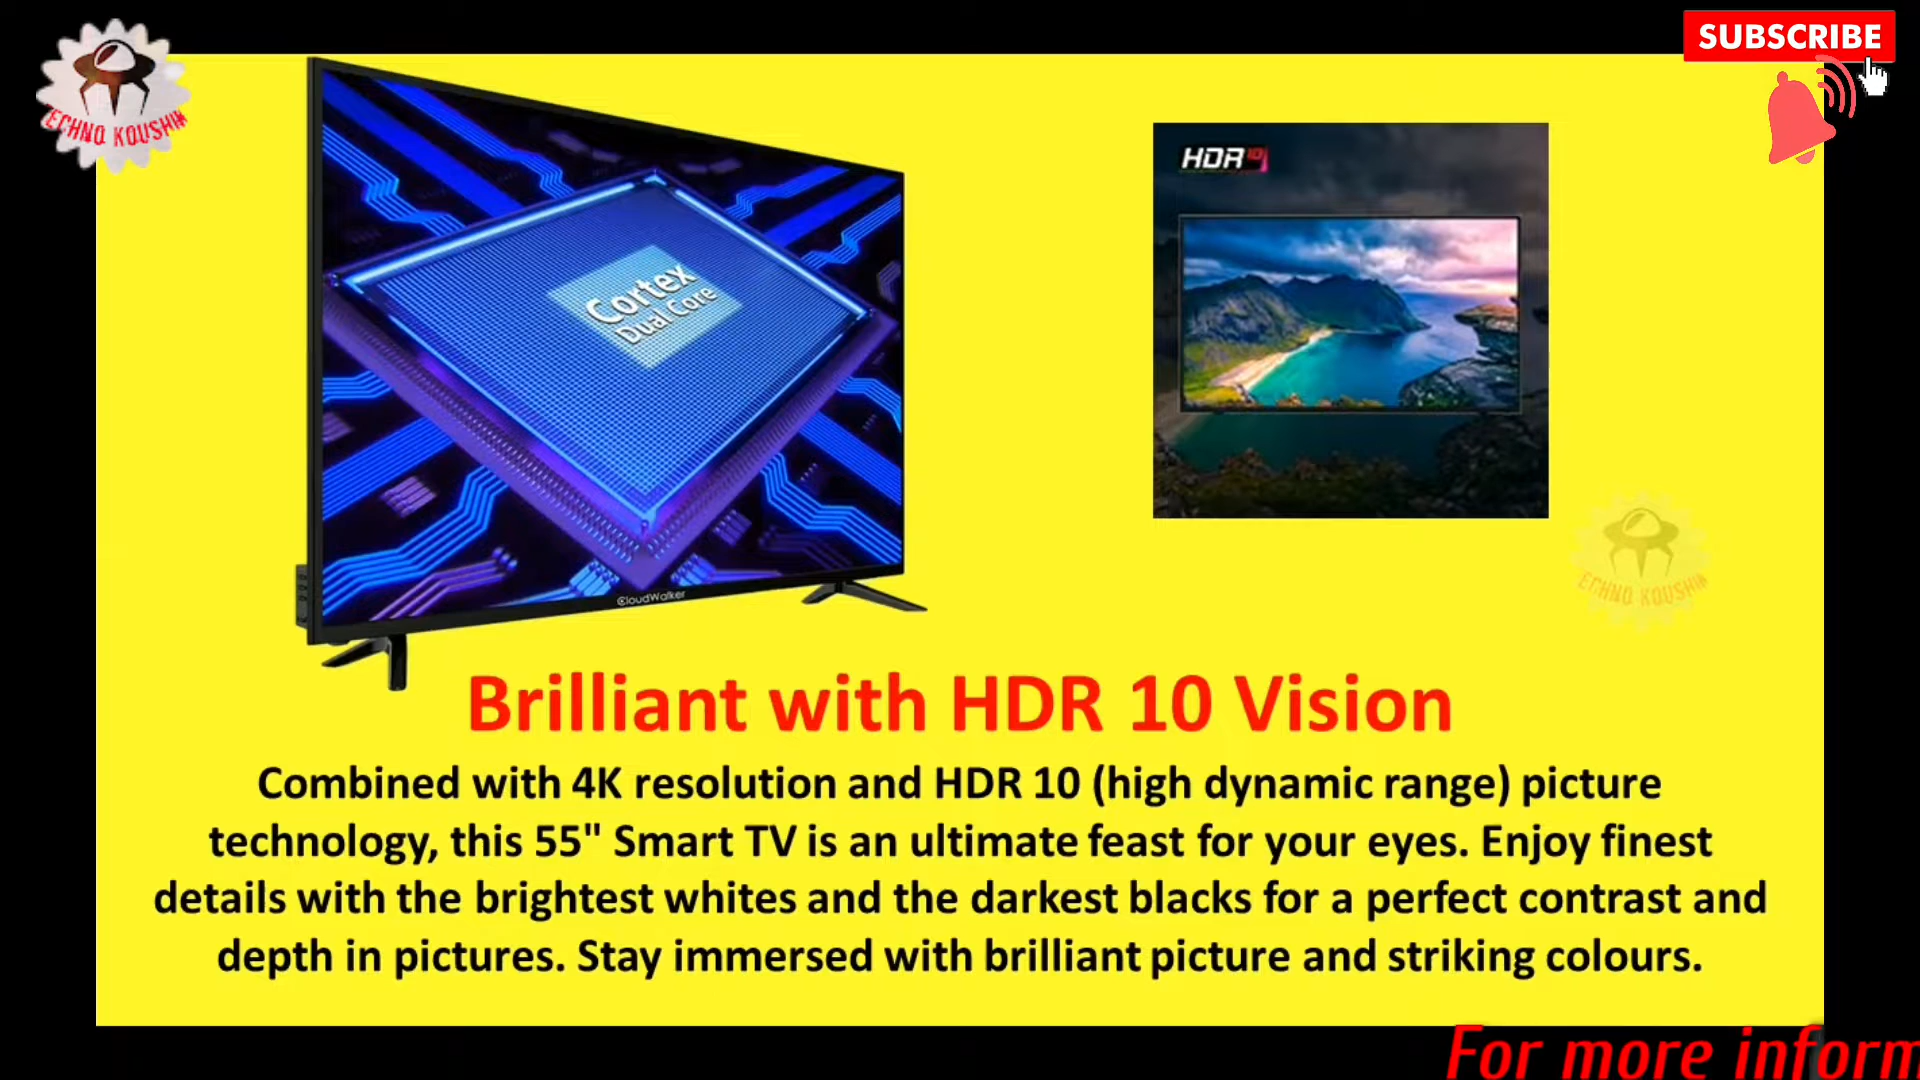 SUBSCRIBE
ECHNO KOUSHIK
HDR10
Cortex
Dual Core
CloudWalker
ECHNO KOUSHIK
Brilliant with HDR 10 Vision
Combined with 4K resolution and HDR 10 (high dynamic range) picture
technology, this 55" Smart TV is an ultimate feast for your eyes. Enjoy finest
details with the brightest whites and the darkest blacks for a perfect contrast and
depth in pictures. Stay immersed with brilliant picture and striking colours.
For more inform